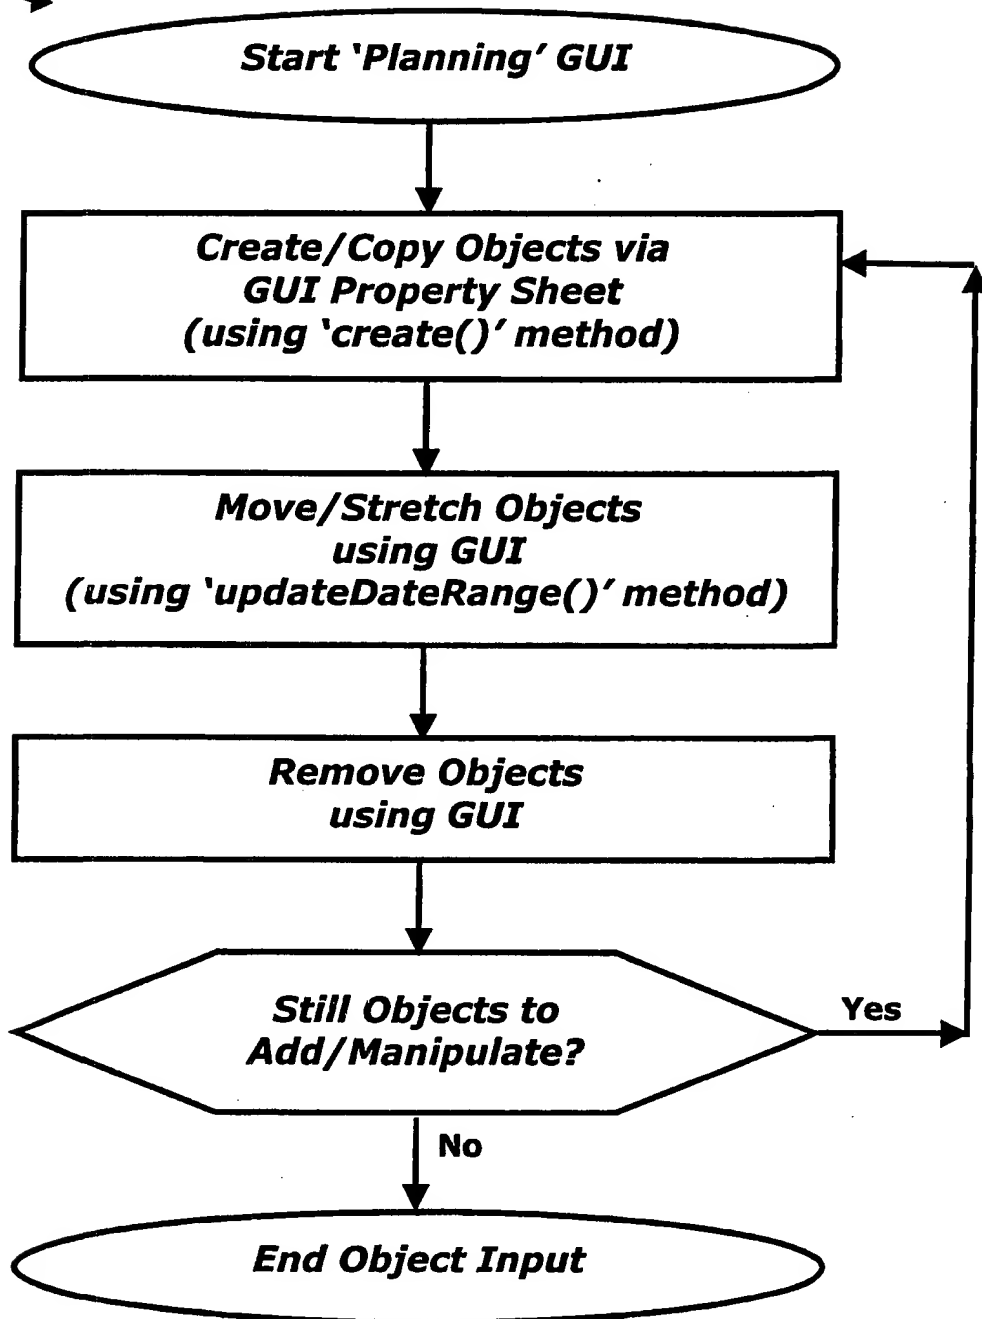 Start ‘Planning’ GUI
Create/Copy Objects via
GUI Property Sheet
(using ‘create()’ method)
Move/Stretch Objects
using GUI
(using ‘updateDateRange()’ method)
Remove Objects
using GUI
Still Objects to
Add/Manipulate?
Yes
No
End Object Input